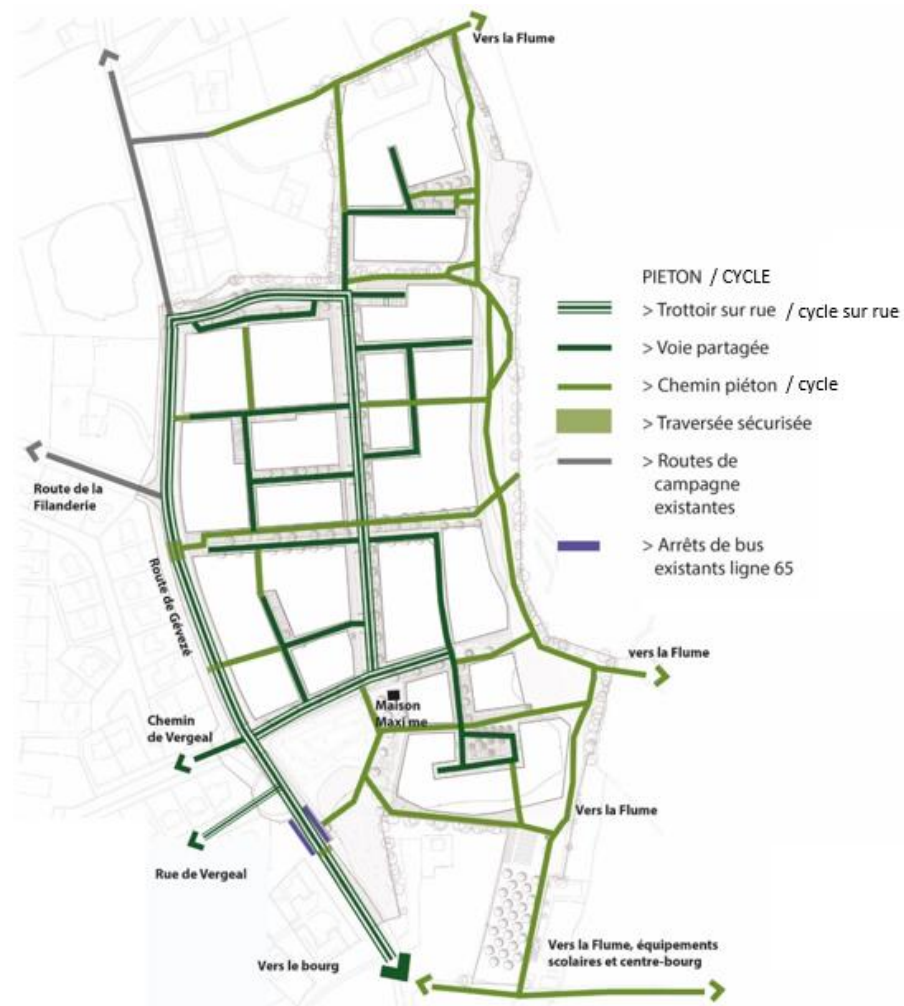 Vers la Flume
PIETON / CYCLE
> Trottoir sur rue / cycle sur rue
> Voie partagée
> Chemin piéton / cycle
> Traversée sécurisée
> Routes de
campagne
existantes
> Arrêts de bus
existants ligne 65
Route de la
Filanderie
Route de Gévezé
vers la Flume
Maison
Maxime
Chemin
de Vergeal
Vers la Flume
Rue de Vergeal
Vers le bourg
Vers la Flume, équipements
scolaires et centre-bourg